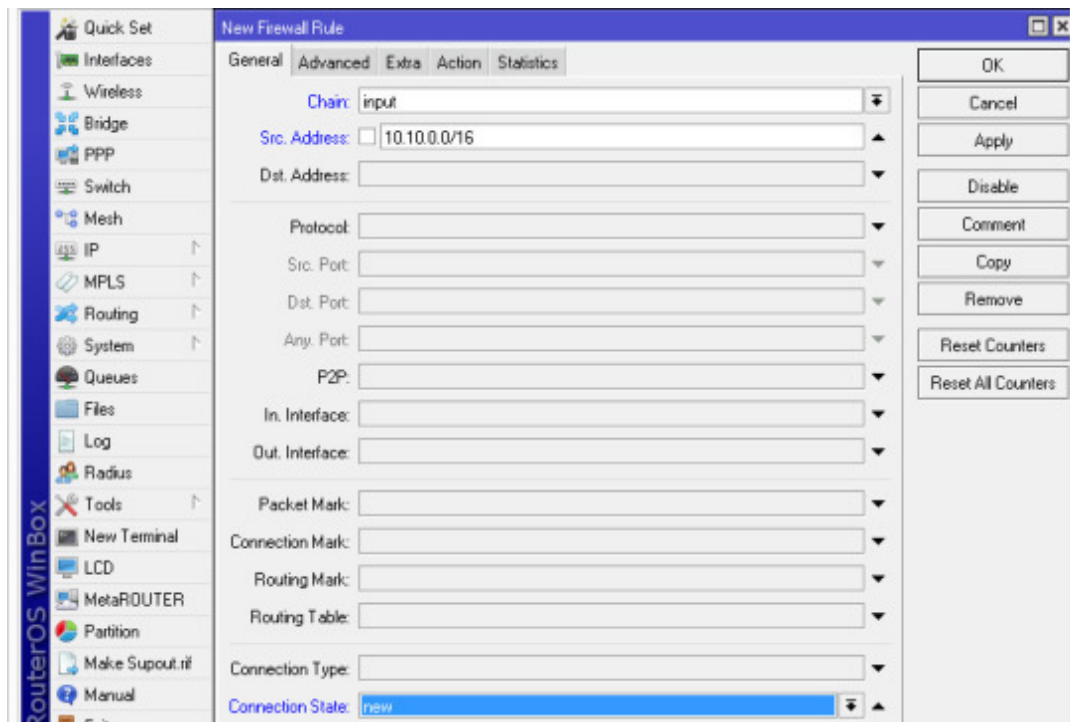 Quick Set
Interfaces
Wireless
Bridge
PPP
Switch
Mesh
IP
MPLS
Routing
System
Queues
Files
Log
Radius
Tools
New Terminal
LCD
MetaROUTER
Partition
Make Supout.rif
Manual
RouterOS WinBox
New Firewall Rule
General Advanced Extra Action Statistics
Chain: input
Src. Address: 10.10.0.0/16
Dst. Address:
Protocol:
Src. Port:
Dst. Port:
Any. Port:
P2P:
In. Interface:
Out. Interface:
Packet Mark:
Connection Mark:
Routing Mark:
Routing Table:
Connection Type:
Connection State: new
OK
Cancel
Apply
Disable
Comment
Copy
Remove
Reset Counters
Reset All Counters